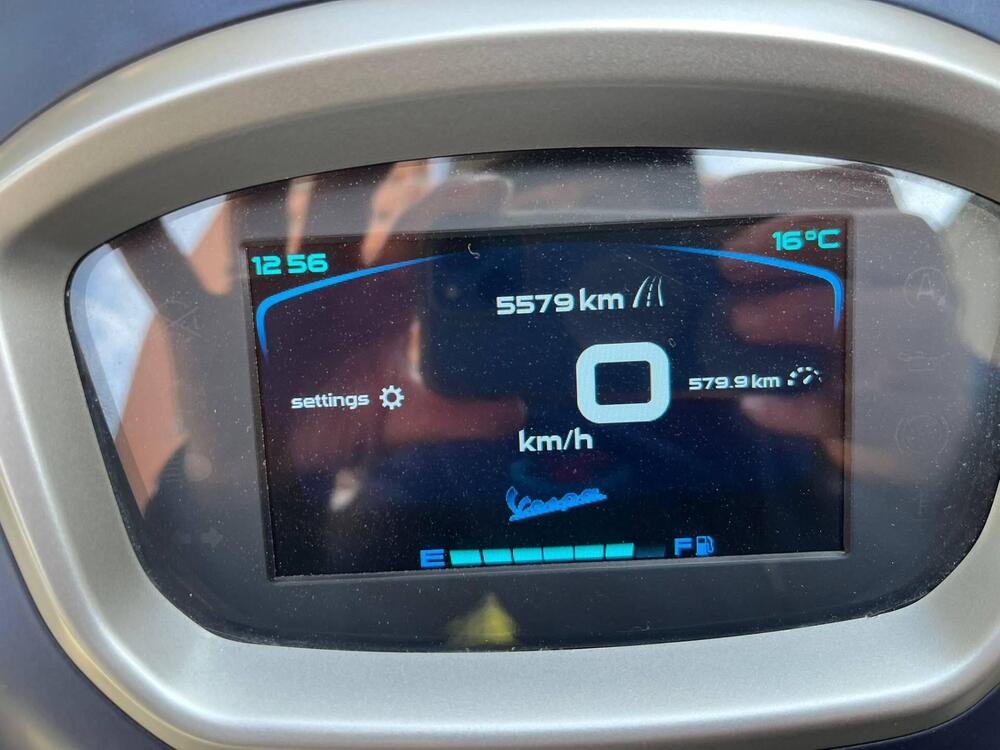 12 56
16°C
5579 km
settings
0
579.9 km
km/h
Vespa
E F